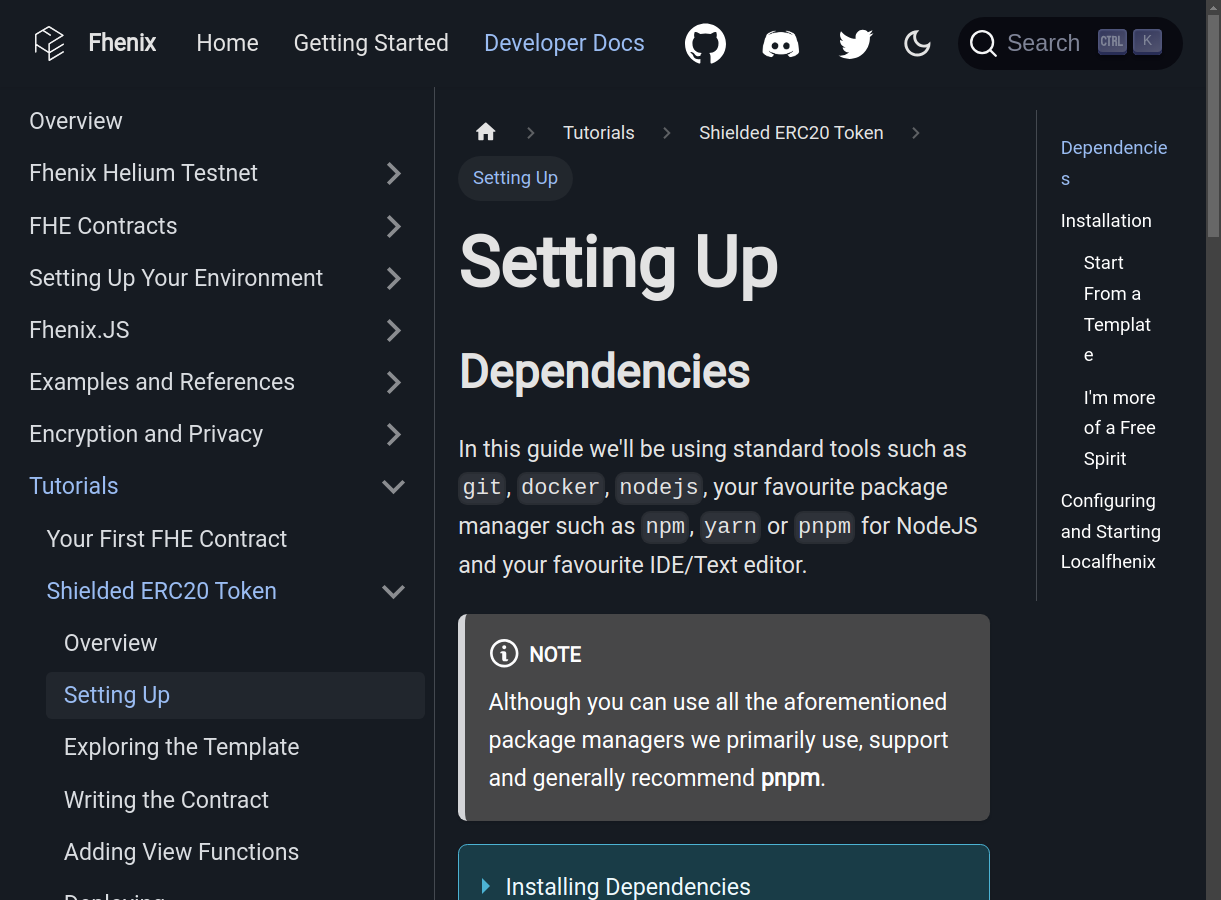 Fhenix Home Getting Started Developer Docs Search CTRL K
Overview
Fhenix Helium Testnet
FHE Contracts
Setting Up Your Environment
Fhenix.JS
Examples and References
Encryption and Privacy
Tutorials
Your First FHE Contract
Shielded ERC20 Token
Overview
Setting Up
Exploring the Template
Writing the Contract
Adding View Functions
Deploying
Tutorials Shielded ERC20 Token
Setting Up
Setting Up
Dependencies
In this guide we'll be using standard tools such as
git, docker, nodejs, your favourite package
manager such as npm, yarn or pnpm for NodeJS
and your favourite IDE/Text editor.
NOTE
Although you can use all the aforementioned
package managers we primarily use, support
and generally recommend pnpm.
Installing Dependencies
Dependencie
s
Installation
Start
From a
Templat
e
I'm more
of a Free
Spirit
Configuring
and Starting
Localfhenix